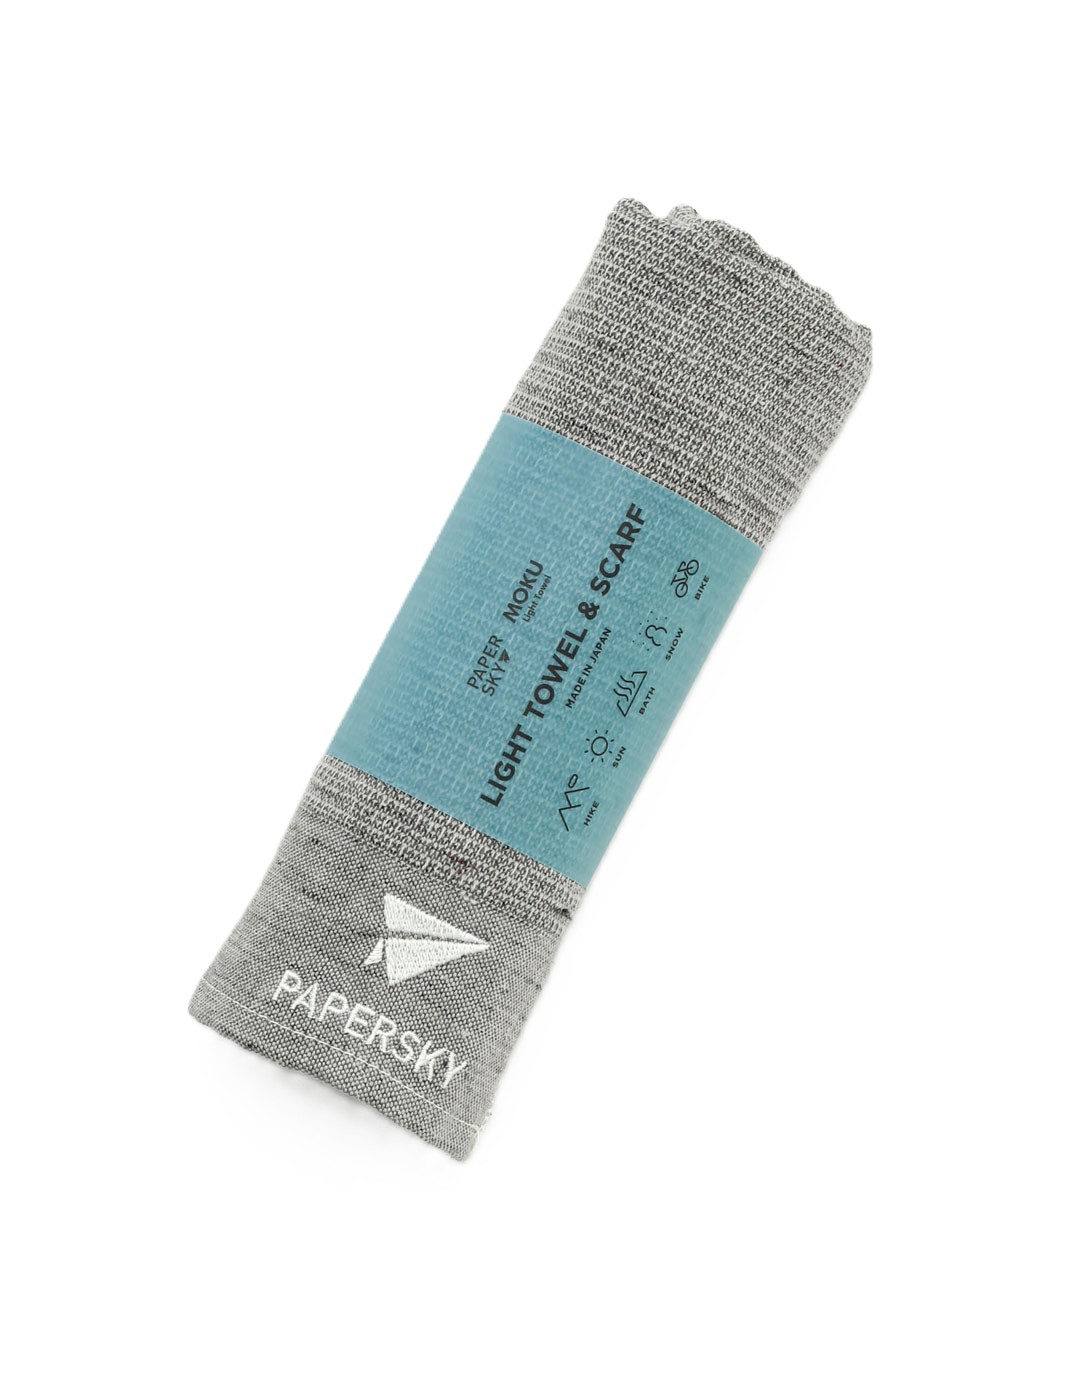 PAPER
SKY
MOKU
Light Towel
LIGHT TOWEL & SCARF
MADE IN JAPAN
HIKE
SUN
BATH
SNOW
BIKE
PAPERSKY